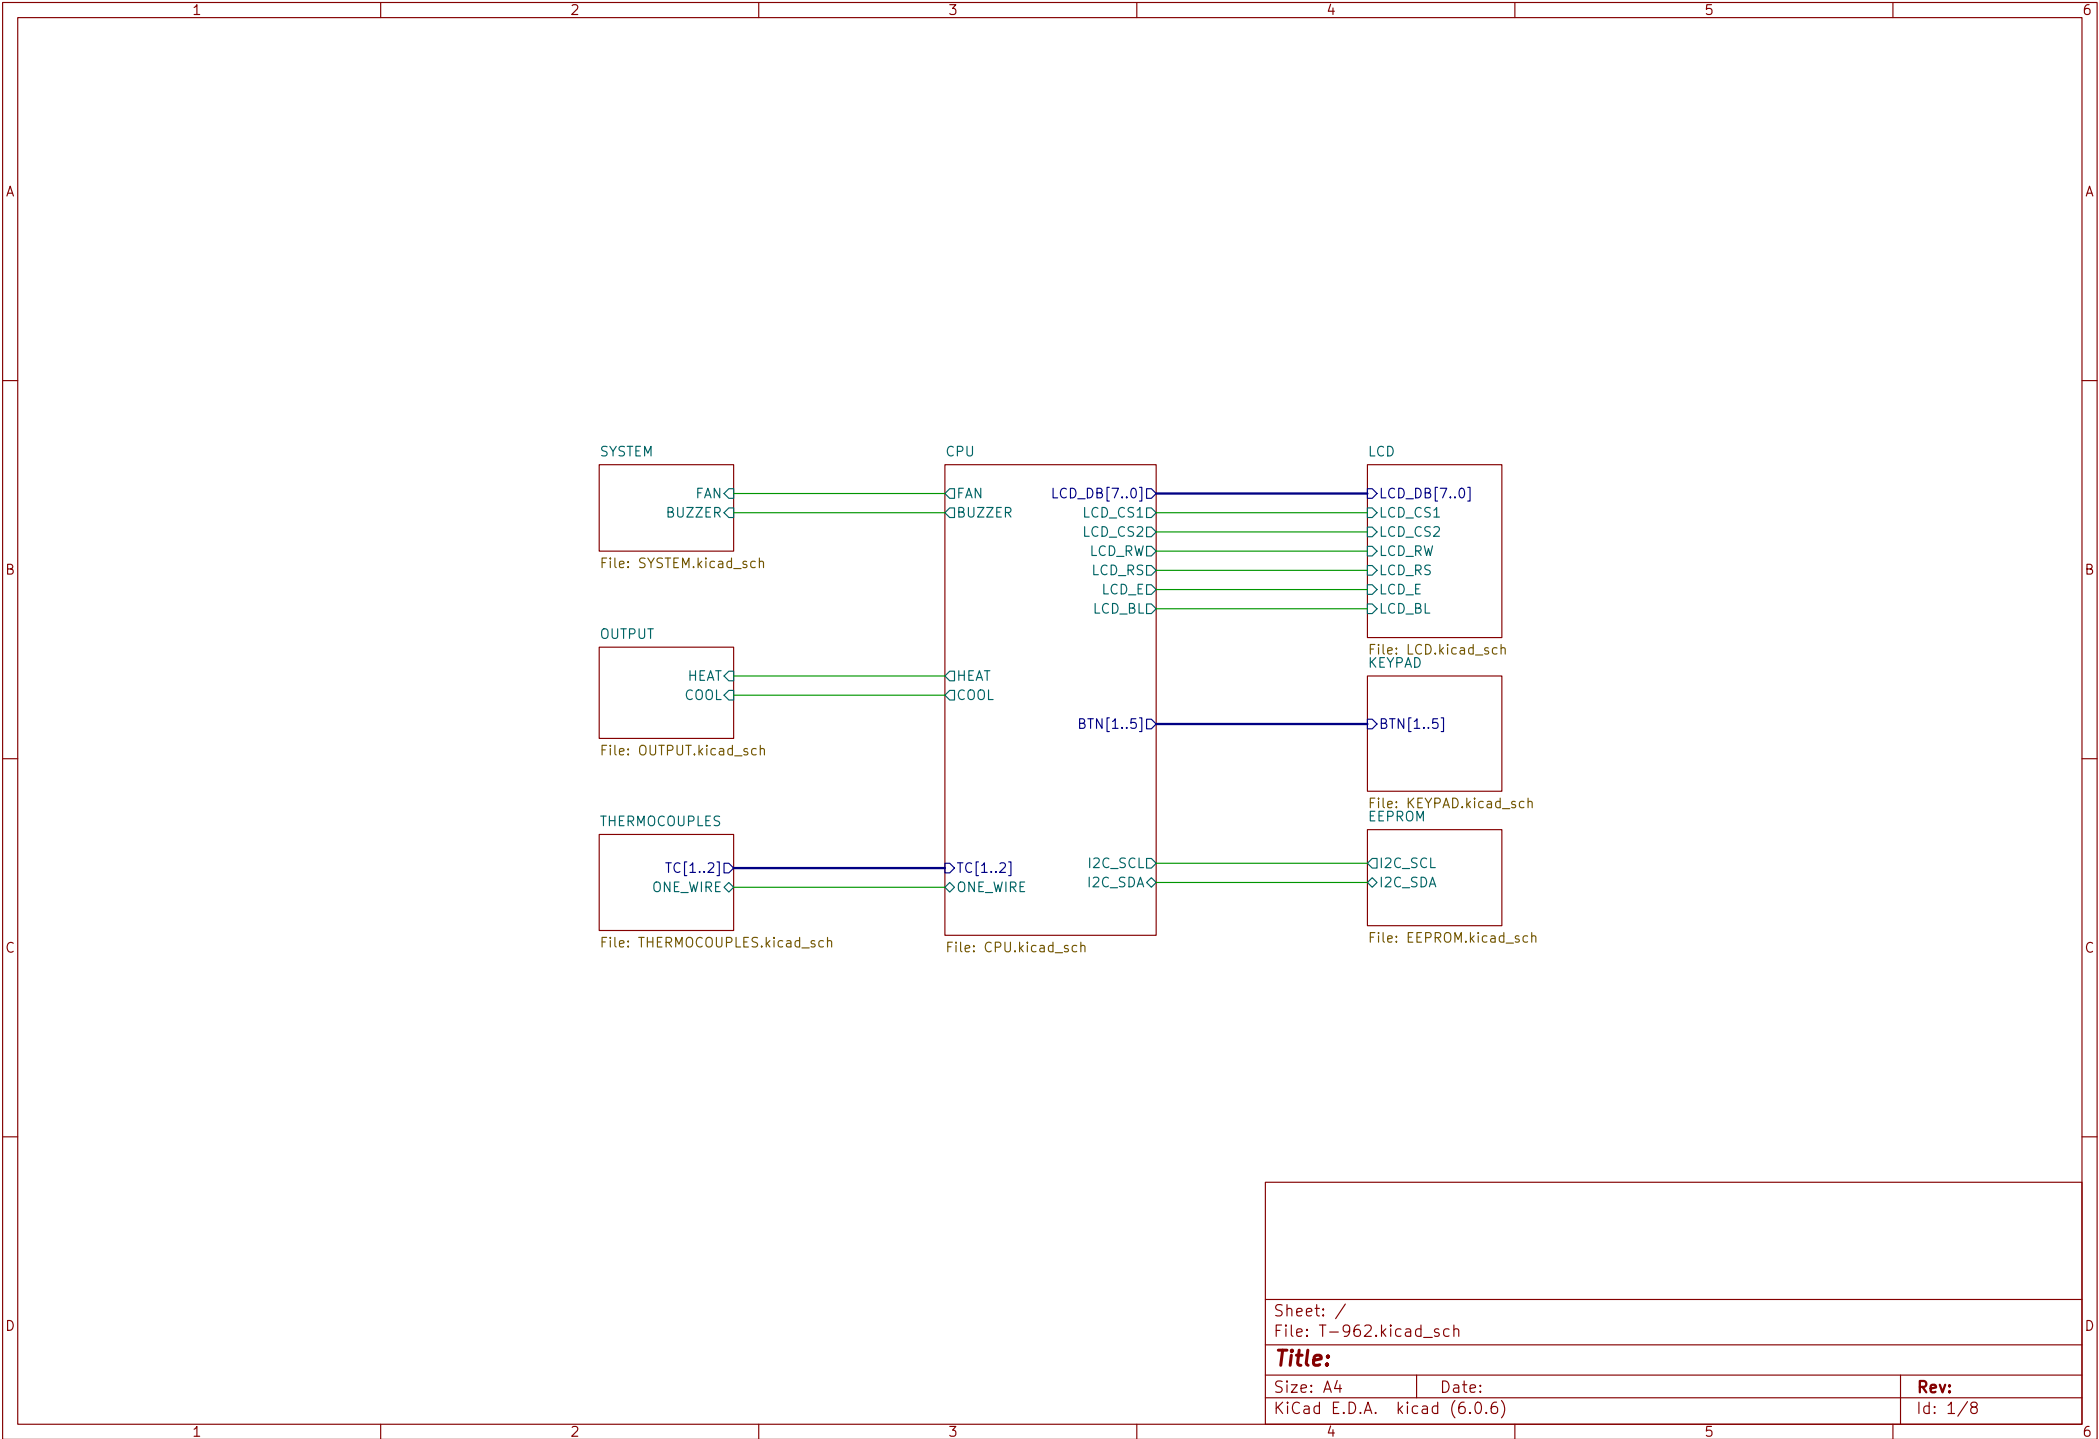 1 2 3 4 5 6
A A
B B
C C
D D
SYSTEM
FAN
BUZZER
File: SYSTEM.kicad_sch
OUTPUT
HEAT
COOL
File: OUTPUT.kicad_sch
THERMOCOUPLES
TC[1..2]
ONE_WIRE
File: THERMOCOUPLES.kicad_sch
CPU
FAN
BUZZER
HEAT
COOL
TC[1..2]
ONE_WIRE
LCD_DB[7..0]
LCD_CS1
LCD_CS2
LCD_RW
LCD_RS
LCD_E
LCD_BL
BTN[1..5]
I2C_SCL
I2C_SDA
File: CPU.kicad_sch
LCD
LCD_DB[7..0]
LCD_CS1
LCD_CS2
LCD_RW
LCD_RS
LCD_E
LCD_BL
File: LCD.kicad_sch
KEYPAD
BTN[1..5]
File: KEYPAD.kicad_sch
EEPROM
I2C_SCL
I2C_SDA
File: EEPROM.kicad_sch
Sheet: /
File: T-962.kicad_sch
Title:
Size: A4 Date: Rev:
KiCad E.D.A. kicad (6.0.6) Id: 1/8
1 2 3 4 5 6